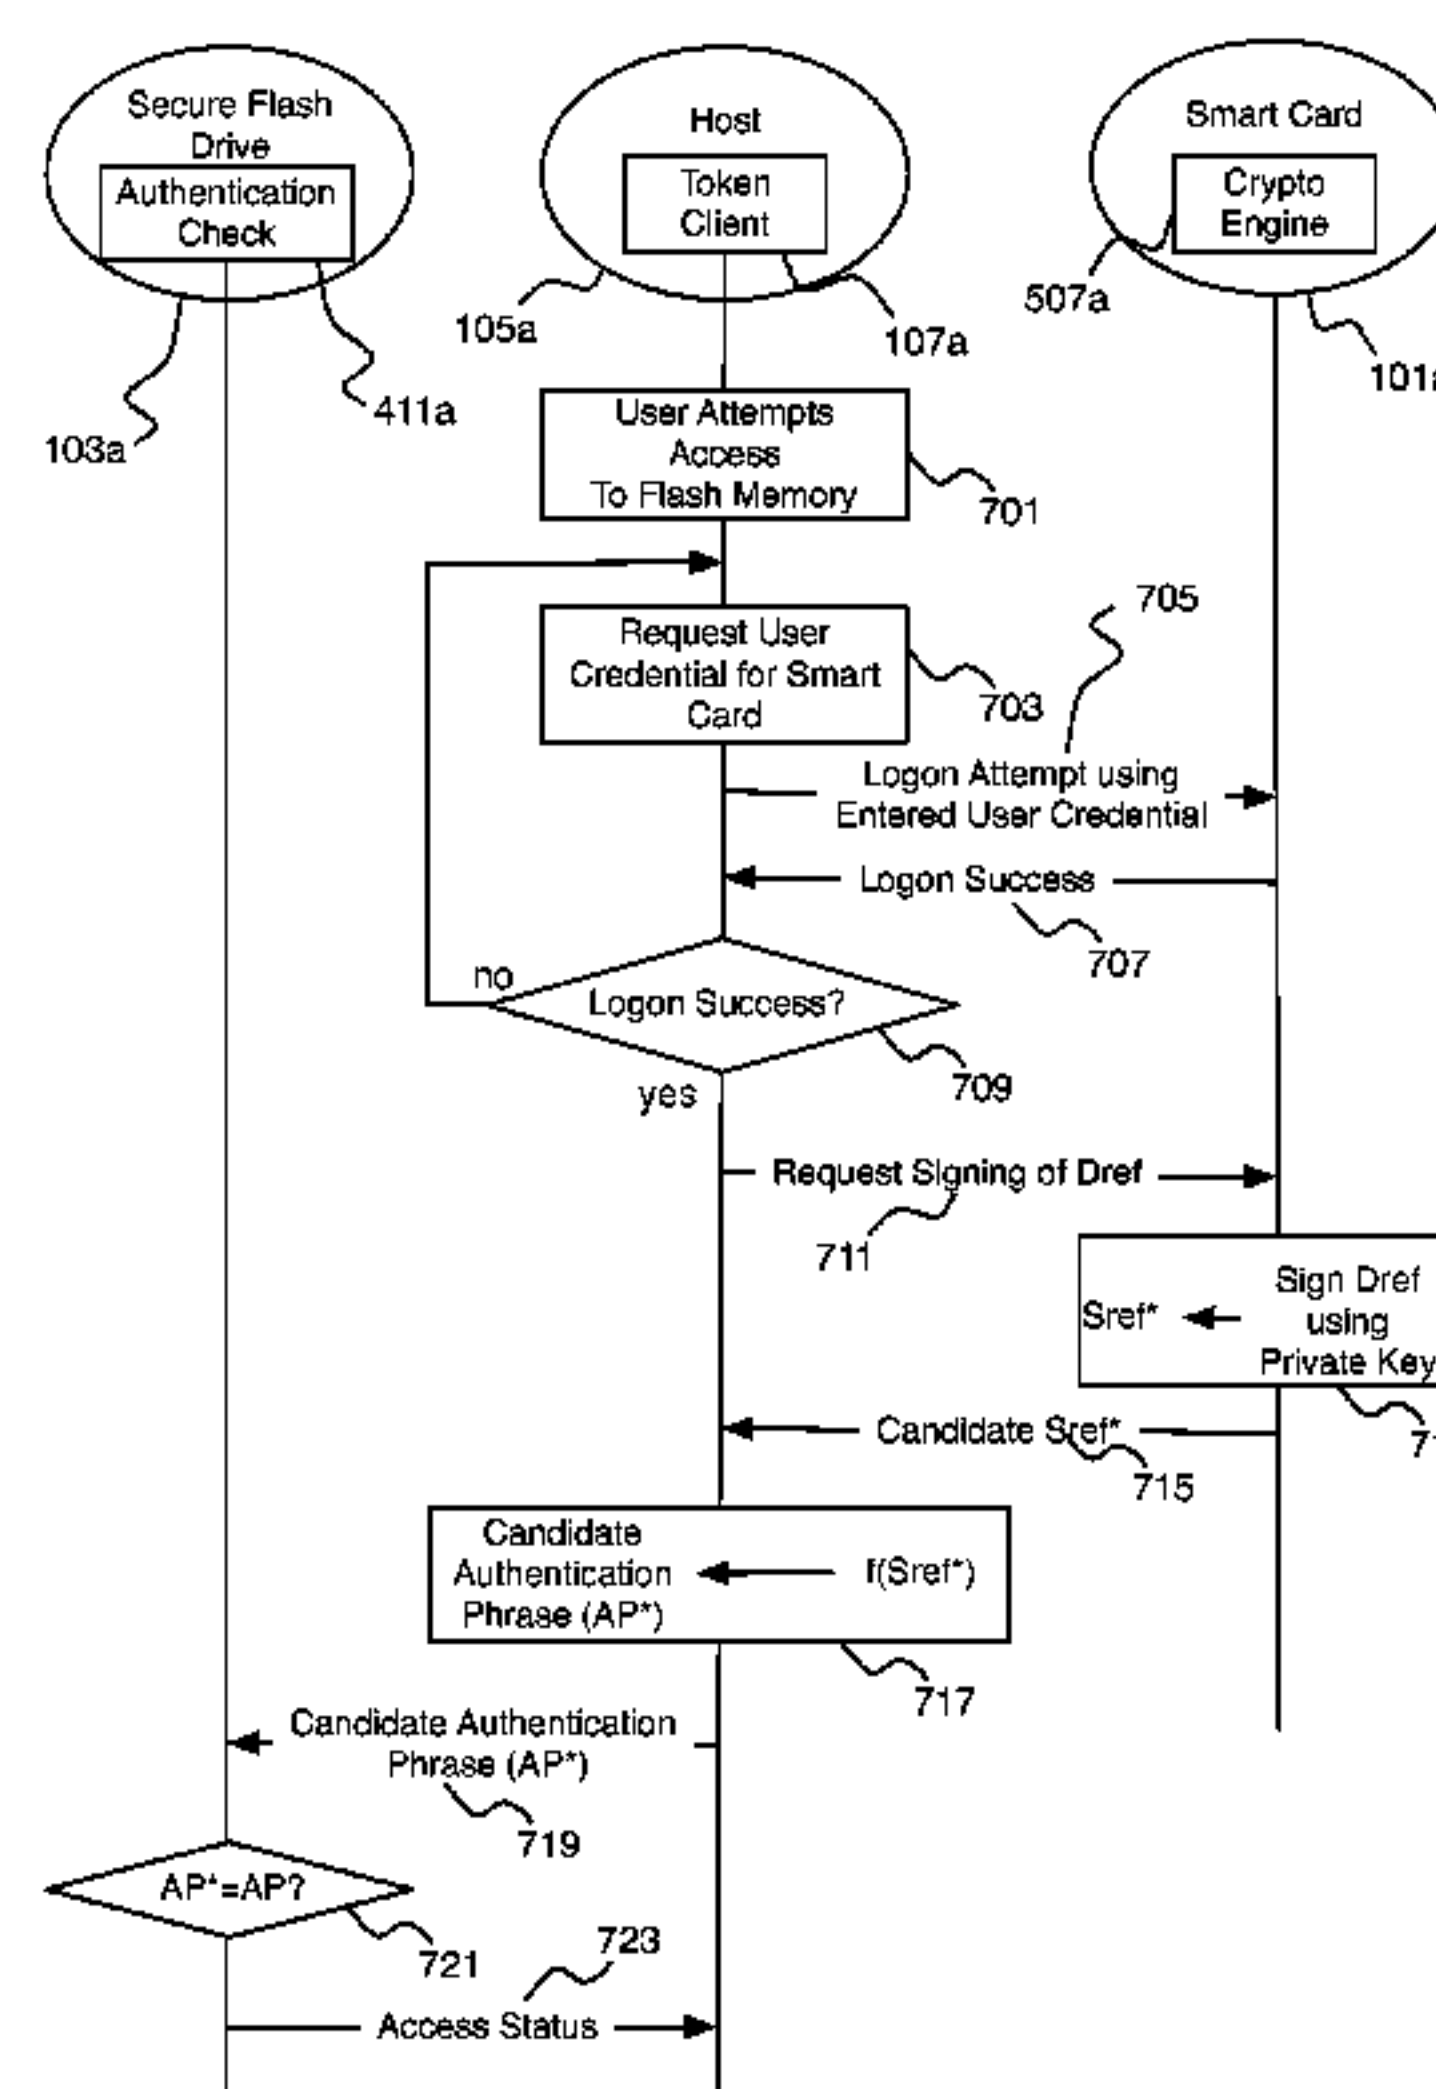 Secure Flash
Drive
Authentication
Check
Host
Token
Client
Smart Card
Crypto
Engine
103a
411a
105a
107a
507a
101a
User Attempts
Access
To Flash Memory
701
Request User
Credential for Smart
Card
703
705
Logon Attempt using
Entered User Credential
Logon Success
707
no
Logon Success?
709
yes
Request Signing of Dref
711
Sref*
Sign Dref
using
Private Key
Candidate Sref*
715
Candidate
Authentication
Phrase (AP*)
f(Sref*)
717
Candidate Authentication
Phrase (AP*)
719
AP*=AP?
721
723
Access Status